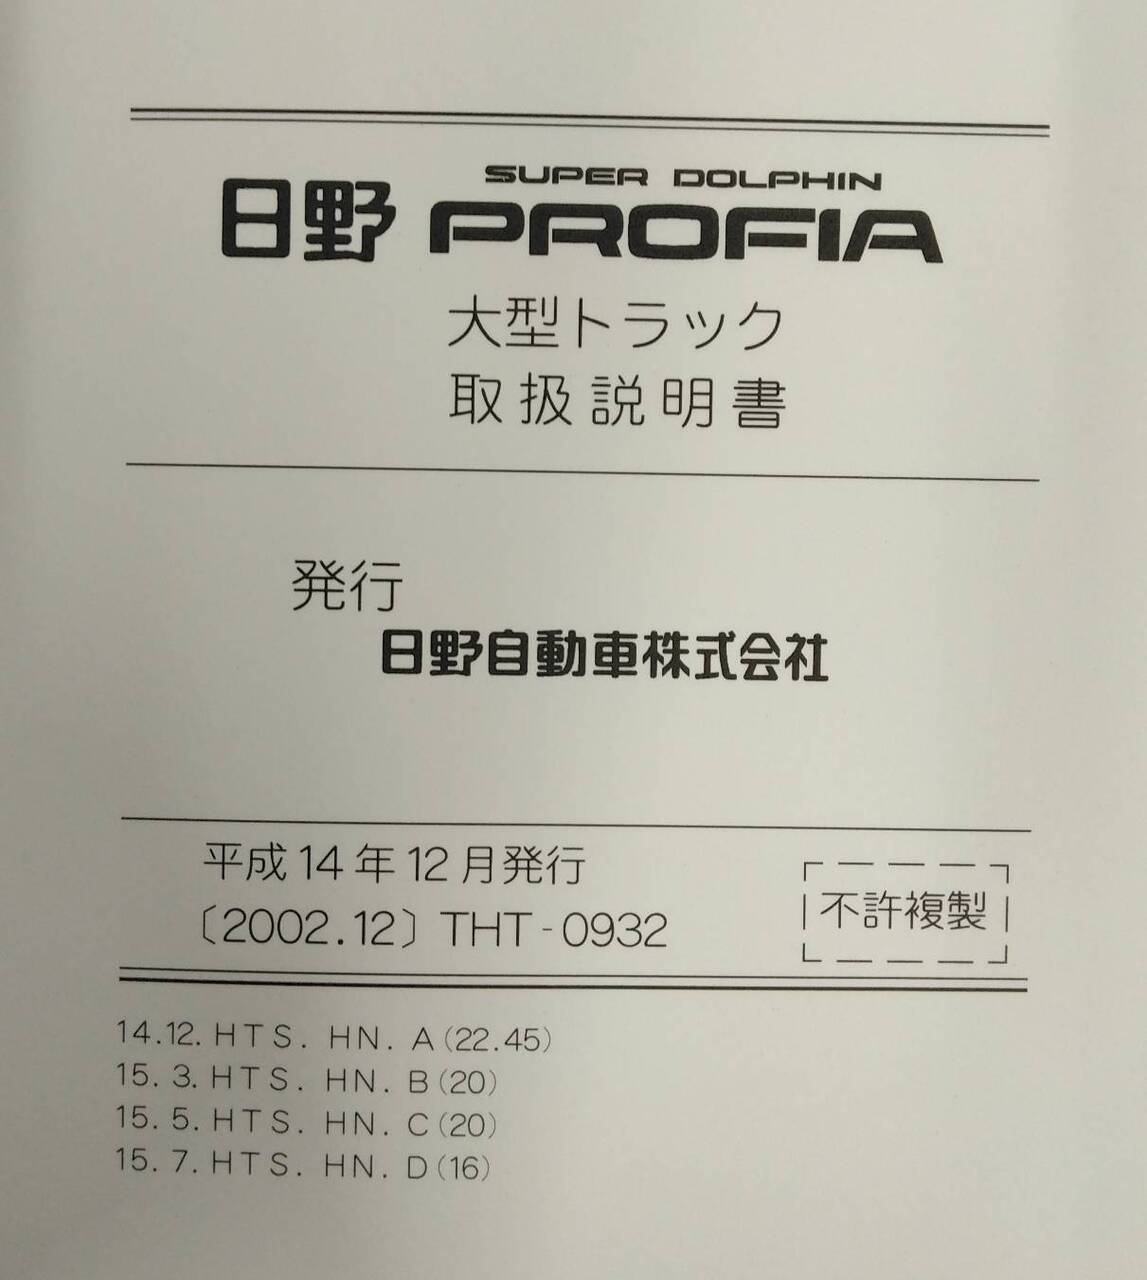 SUPER DOLPHIN
日野 PROFIA
大型トラック
取扱説明書
発行
日野自動車株式会社
平成14年12月発行
〔2002.12〕THT-0932
不許複製
14.12. HTS. HN. A(22.45)
15. 3. HTS. HN. B(20)
15. 5. HTS. HN. C(20)
15. 7. HTS. HN. D(16)